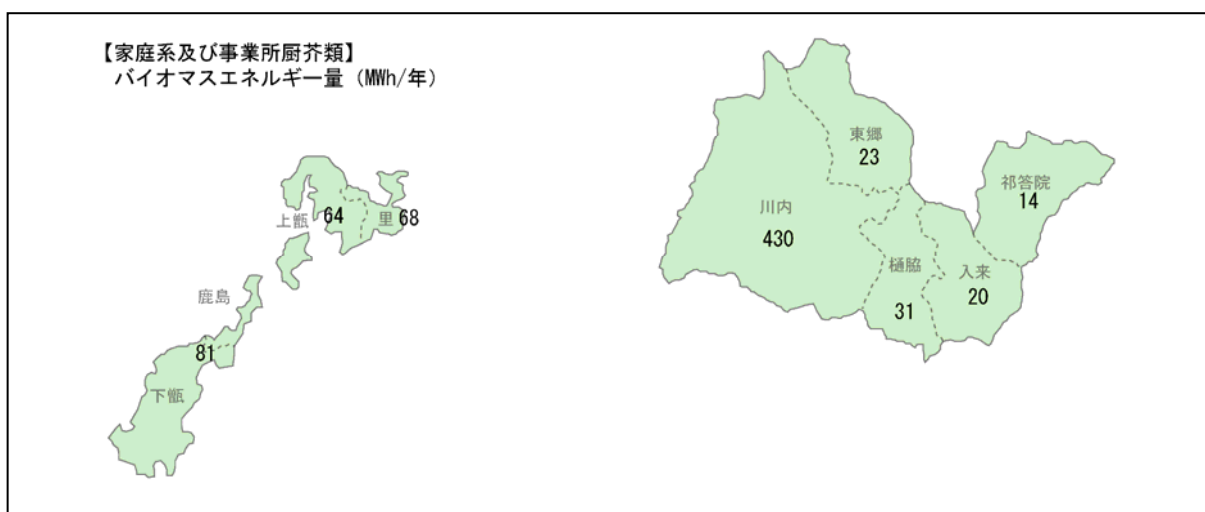 【家庭系及び事業所厨芥類】
バイオマスエネルギー量（MWh/年）
東郷
23
祁答院
14
上甑
64
里 68
川内
430
樋脇
31
入来
20
鹿島
81
下甑